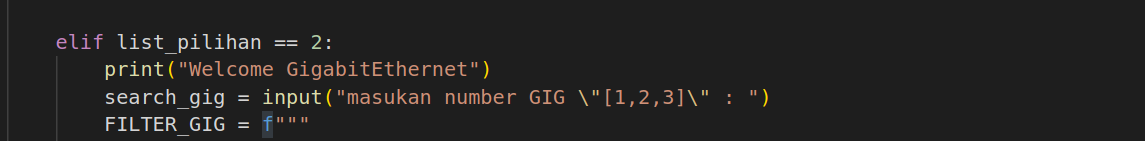 elif list_pilihan == 2:
print("Welcome GigabitEthernet")
search_gig = input("masukan number GIG \"[1,2,3]\" : ")
FILTER_GIG = f"""